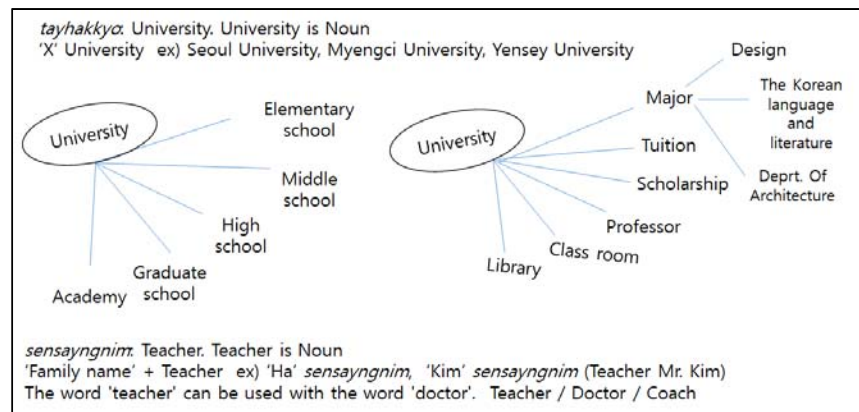 tayhakkyo: University. University is Noun
'X' University ex) Seoul University, Myengci University, Yensey University
University
Elementary
school
Middle
school
High
school
Graduate
school
Academy
University
Major
Design
The Korean
language
and
literature
Deprt. Of
Architecture
Tuition
Scholarship
Professor
Class room
Library
sensayngnim: Teacher. Teacher is Noun
'Family name' + Teacher ex) 'Ha' sensayngnim, 'Kim' sensayngnim (Teacher Mr. Kim)
The word 'teacher' can be used with the word 'doctor'. Teacher / Doctor / Coach